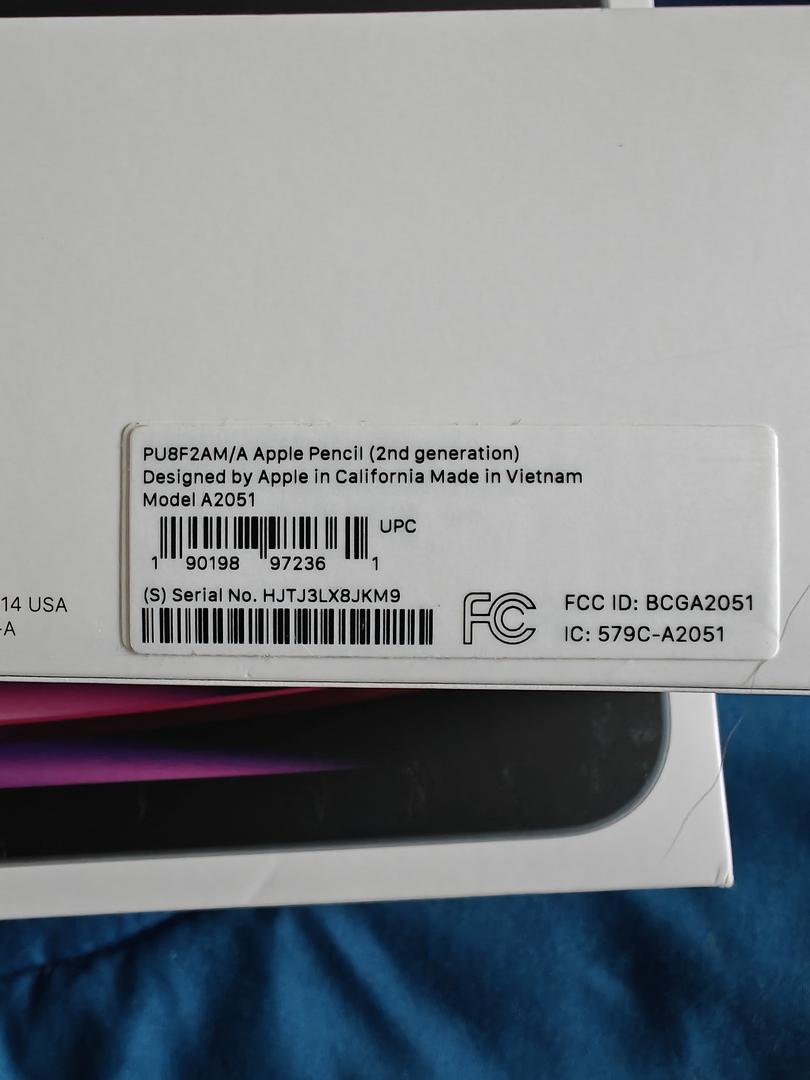 PU8F2AM/A Apple Pencil (2nd generation)
Designed by Apple in California Made in Vietnam
Model A2051
UPC
1 90198 97236 1
(S) Serial No. HJTJ3LX8JKM9
FC
FCC ID: BCGA2051
IC: 579C-A2051
14 USA
-A